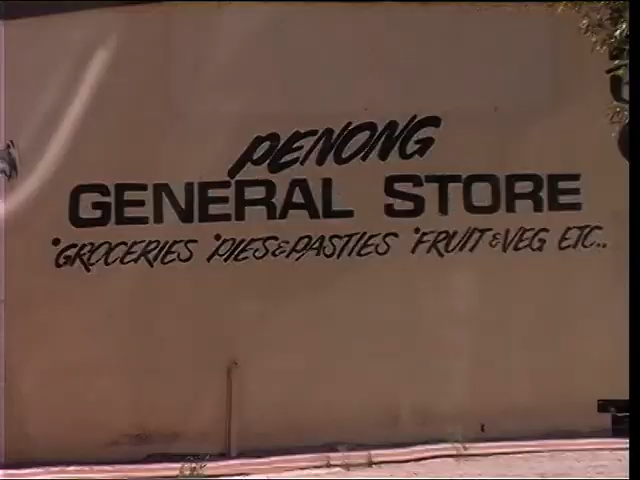 PENONG
GENERAL STORE
*GROCERIES *PIES & PASTIES *FRUIT & VEG ETC..